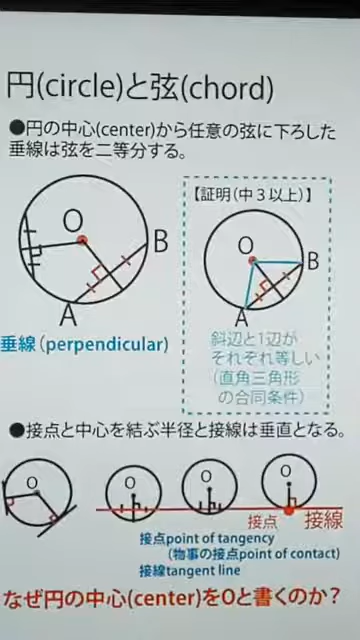 円(circle)と弦(chord)
●円の中心(center)から任意の弦に下ろした
垂線は弦を二等分する。
【証明(中3以上)】
O
B
A
O
B
A
垂線(perpendicular)
斜辺と1辺が
それぞれ等しい
(直角三角形
の合同条件)
●接点と中心を結ぶ半径と接線は垂直となる。
O
O
O
O
接点
接線
接点point of tangency
(物事の接点point of contact)
接線tangent line
なぜ円の中心(center)をOと書くのか?